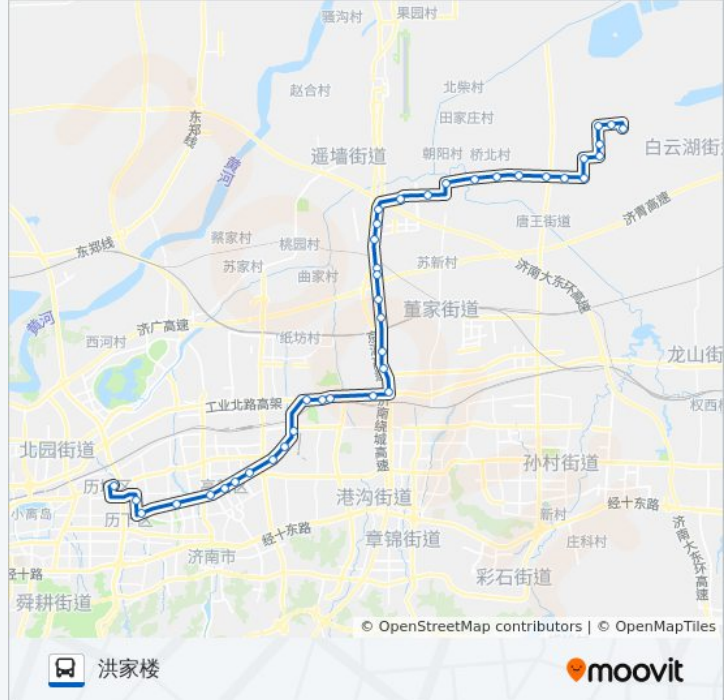 骚沟村
果园村
赵合村
北柴村
田家庄村
东郑线
遥墙街道
朝阳村
桥北村
白云湖街
黄河
唐王街道
济青高速
蔡家村
桃园村
东郑线
苏家村
曲家村
苏新村
济南大东环高速
董家街道
黄河
济广高速
西河村
纸坊村
龙山街
工业北路高架
权西村
济南绕城高速
北园街道
孙村街道
港沟街道
小离岛
历下区
新村
经十东路
经十东路
章锦街道
庄科村
济南市
济南大东环高速
彩石街道
经十路
舜耕街道
© OpenStreetMap contributors | © OpenMapTiles
洪家楼
moovit